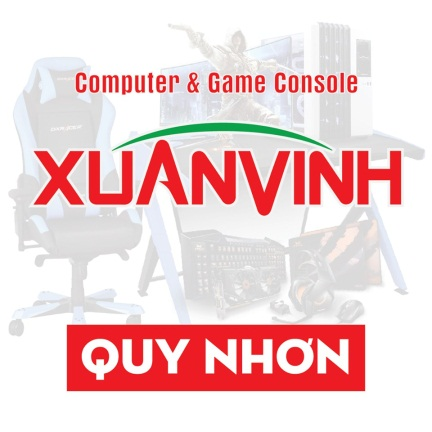 Computer & Game Console
XUANVINH
QUY NHƠN